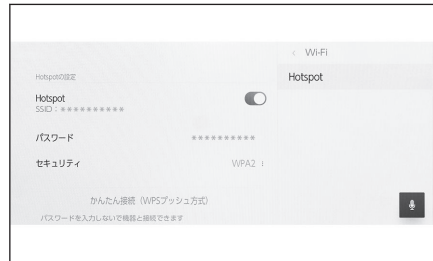 < Wi-Fi
Hotspot
Hotspotの設定
Hotspot
SSID：＊＊＊＊＊＊＊＊＊＊
パスワード ＊＊＊＊＊＊＊＊＊＊
セキュリティ WPA2
かんたん接続（WPSプッシュ方式）
パスワードを入力しないで機器と接続できます